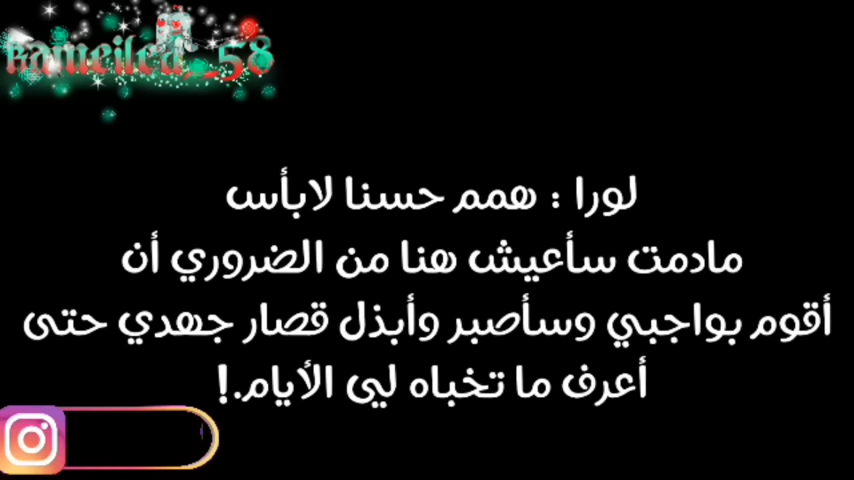 kameiled_58
لورا : همم حسنا لابأس
مادمت سأعيش هنا من الضروري أن
أقوم بواجبي وسأصبر وأبذل قصار جهدي حتى
أعرف ما تخباه لي الأيام.!